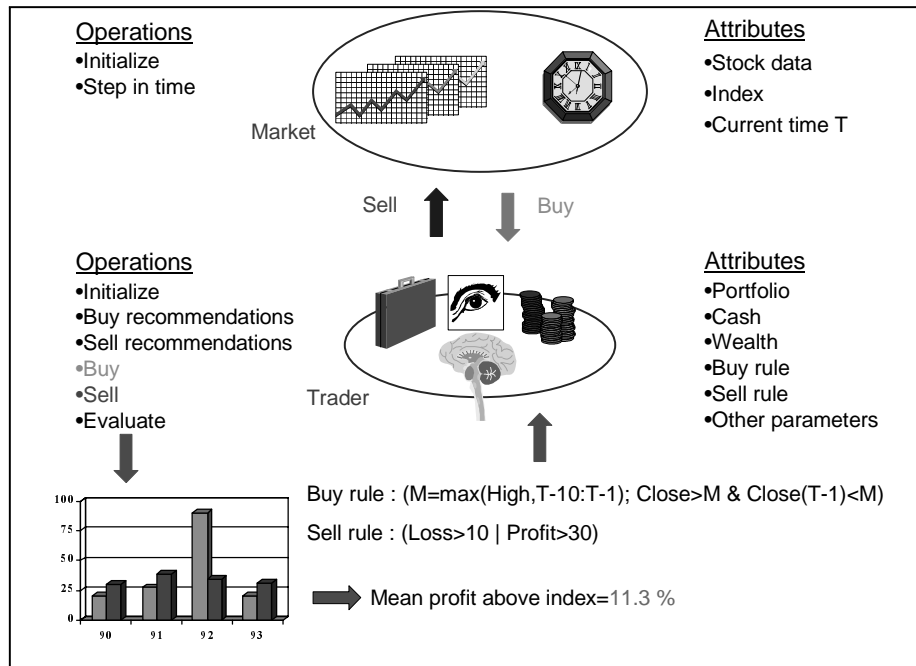 Operations
•Initialize
•Step in time
Market
Attributes
•Stock data
•Index
•Current time T
Sell
Buy
Operations
•Initialize
•Buy recommendations
•Sell recommendations
•Buy
•Sell
•Evaluate
Trader
Attributes
•Portfolio
•Cash
•Wealth
•Buy rule
•Sell rule
•Other parameters
Buy rule : (M=max(High,T-10:T-1); Close>M & Close(T-1)<M)
Sell rule : (Loss>10 | Profit>30)
100
75
50
25
0
90 91 92 93
Mean profit above index=11.3 %